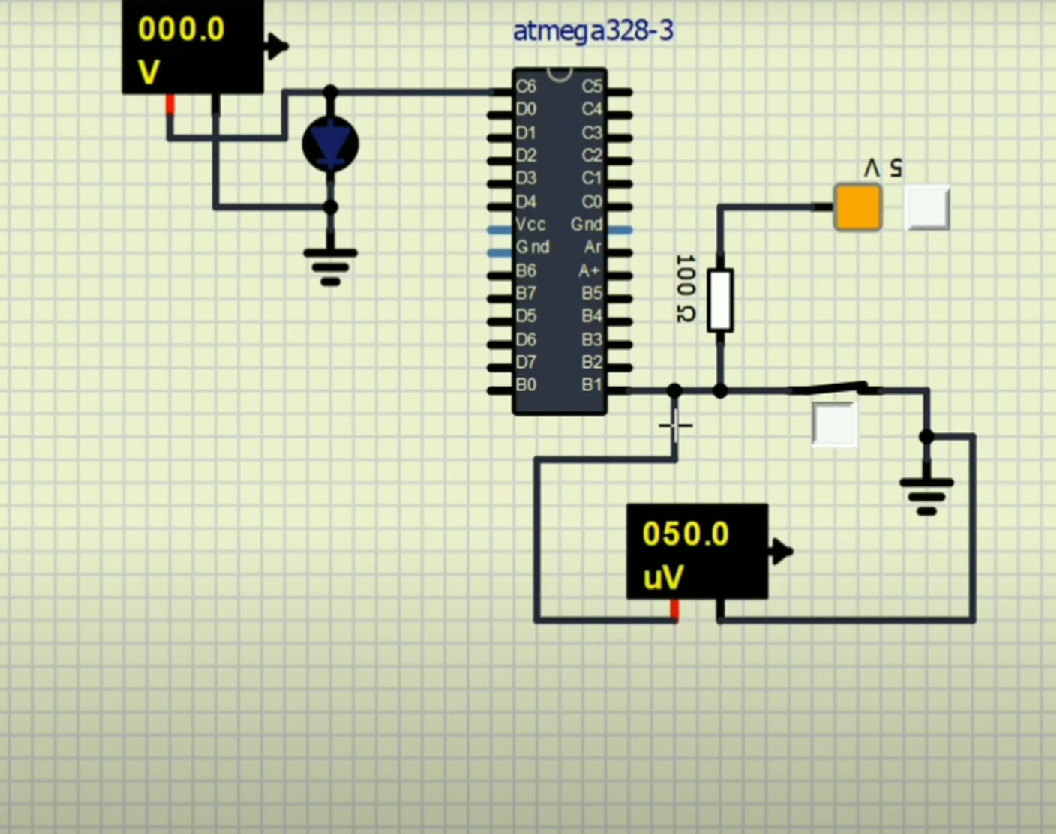 000.0
V
atmega328-3
C6 C5
D0 C4
D1 C3
D2 C2
D3 C1
D4 C0
Vcc Gnd
Gnd Ar
B6 A+
B7 B5
D5 B4
D6 B3
D7 B2
B0 B1
5 V
100 Ω
050.0
uV